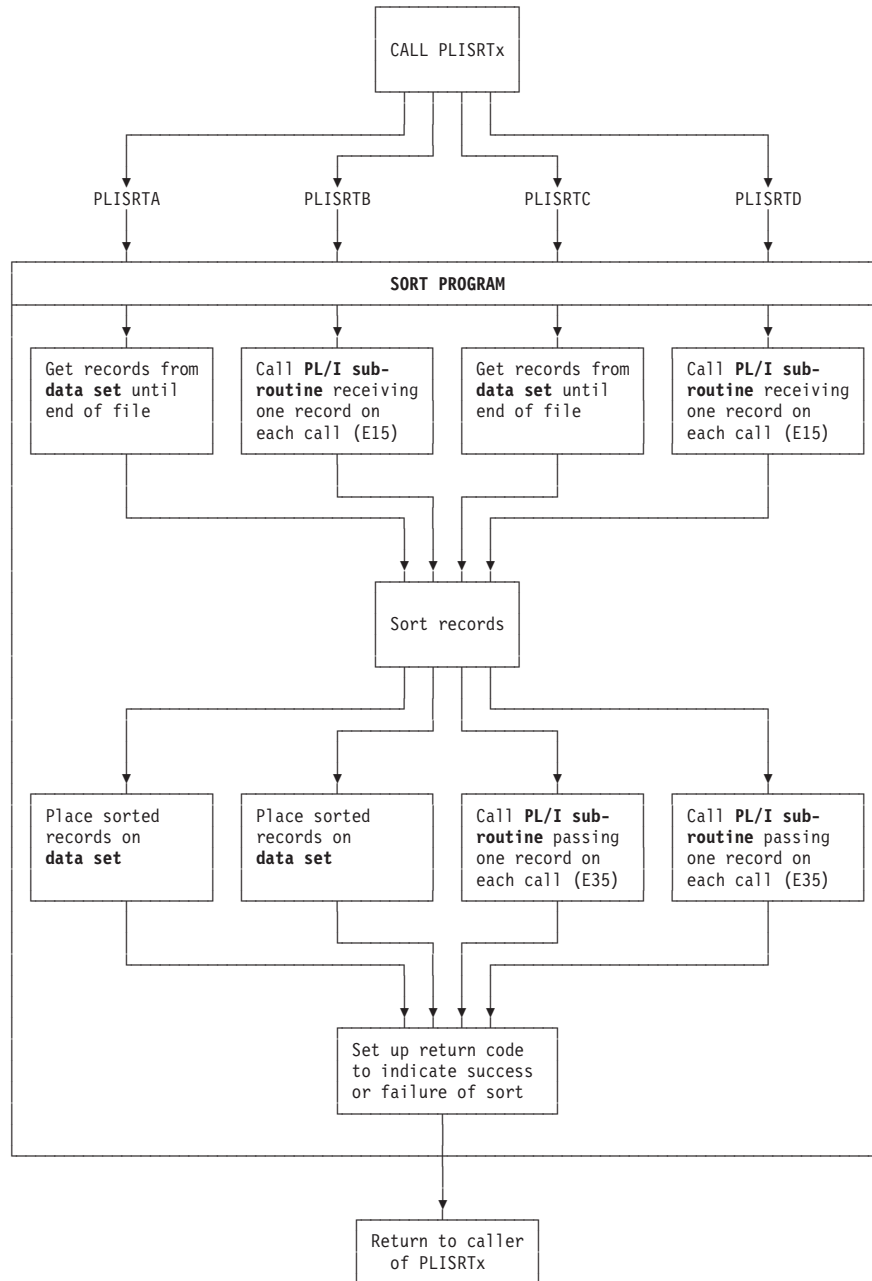 CALL PLISRTx
PLISRTA
PLISRTB
PLISRTC
PLISRTD
SORT PROGRAM
Get records from
data set until
end of file
Call PL/I sub-
routine receiving
one record on
each call (E15)
Get records from
data set until
end of file
Call PL/I sub-
routine receiving
one record on
each call (E15)
Sort records
Place sorted
records on
data set
Place sorted
records on
data set
Call PL/I sub-
routine passing
one record on
each call (E35)
Call PL/I sub-
routine passing
one record on
each call (E35)
Set up return code
to indicate success
or failure of sort
Return to caller
of PLISRTx